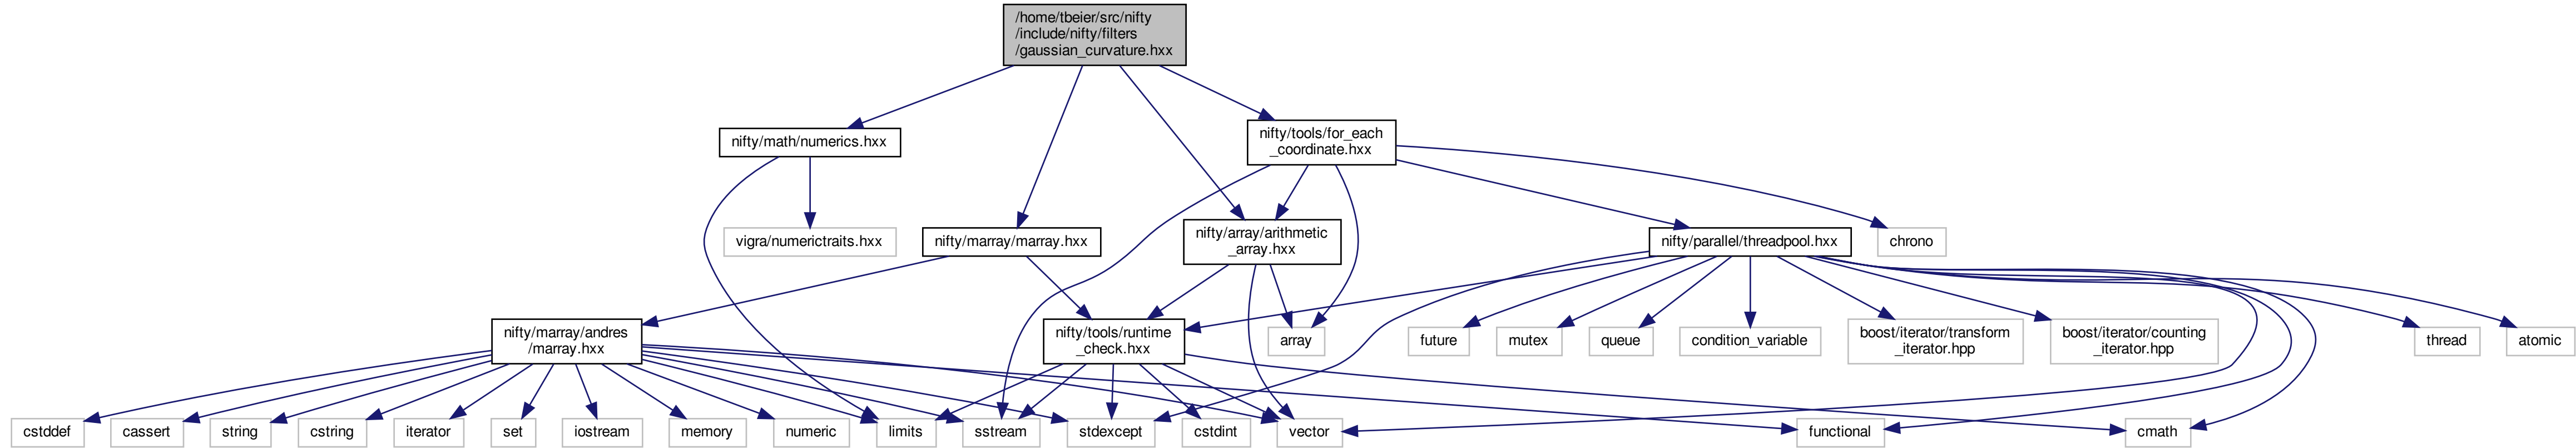 /home/tbeier/src/nifty
/include/nifty/filters
/gaussian_curvature.hxx
nifty/math/numerics.hxx
nifty/tools/for_each
_coordinate.hxx
vigra/numerictraits.hxx
nifty/marray/marray.hxx
nifty/array/arithmetic
_array.hxx
nifty/parallel/threadpool.hxx
chrono
nifty/marray/andres
/marray.hxx
nifty/tools/runtime
_check.hxx
array
future
mutex
queue
condition_variable
boost/iterator/transform
_iterator.hpp
boost/iterator/counting
_iterator.hpp
thread
atomic
cstddef
cassert
string
cstring
iterator
set
iostream
memory
numeric
limits
sstream
stdexcept
cstdint
vector
functional
cmath